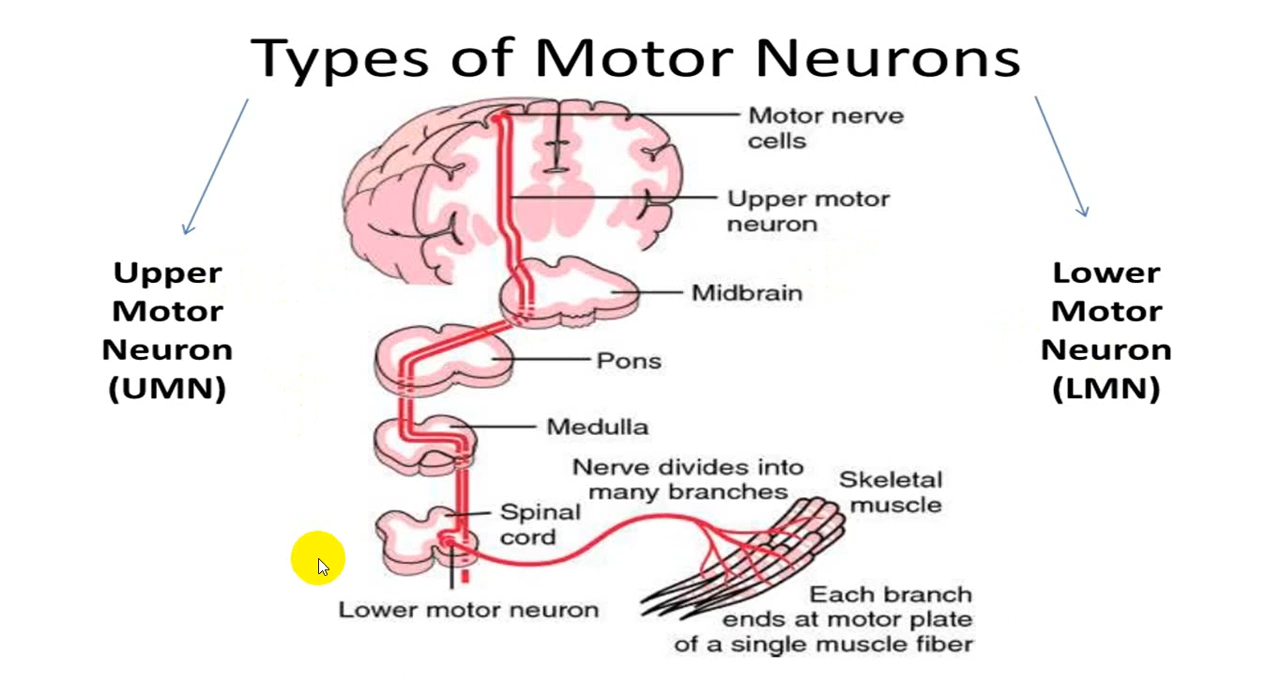 Types of Motor Neurons
Motor nerve
cells
Upper motor
neuron
Upper
Motor
Neuron
(UMN)
Lower
Motor
Neuron
(LMN)
Midbrain
Pons
Medulla
Nerve divides into
many branches
Skeletal
muscle
Spinal
cord
Lower motor neuron
Each branch
ends at motor plate
of a single muscle fiber